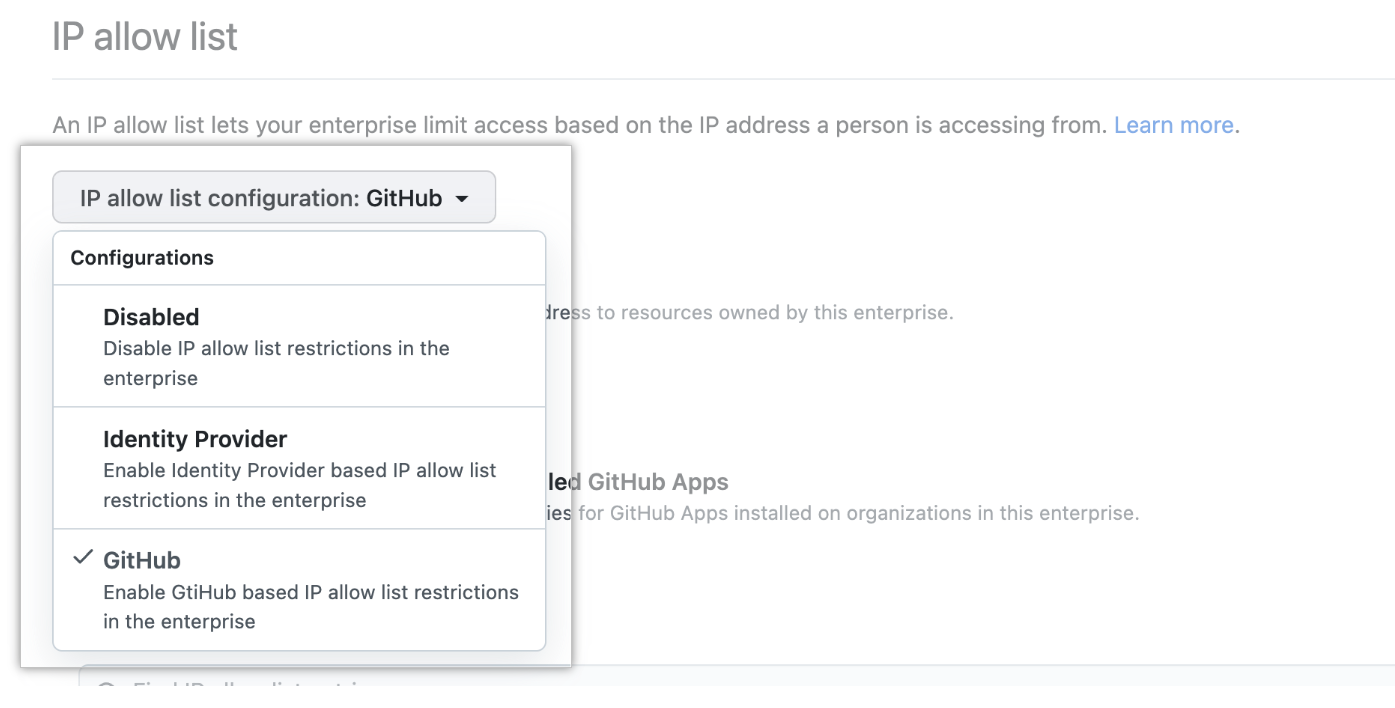 IP allow list
An IP allow list lets your enterprise limit access based on the IP address a person is accessing from. Learn more.
IP allow list configuration: GitHub
Configurations
Disabled
Disable IP allow list restrictions in the
enterprise
ss to resources owned by this enterprise.
Identity Provider
Enable Identity Provider based IP allow list
restrictions in the enterprise
GitHub Apps
for GitHub Apps installed on organizations in this enterprise.
GitHub
Enable GtiHub based IP allow list restrictions
in the enterprise